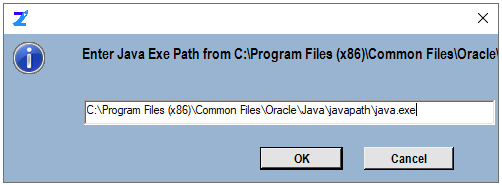 Enter Java Exe Path from C:\Program Files (x86)\Common Files\Oracle\
C:\Program Files (x86)\Common Files\Oracle\Java\javapath\java.exe
OK Cancel